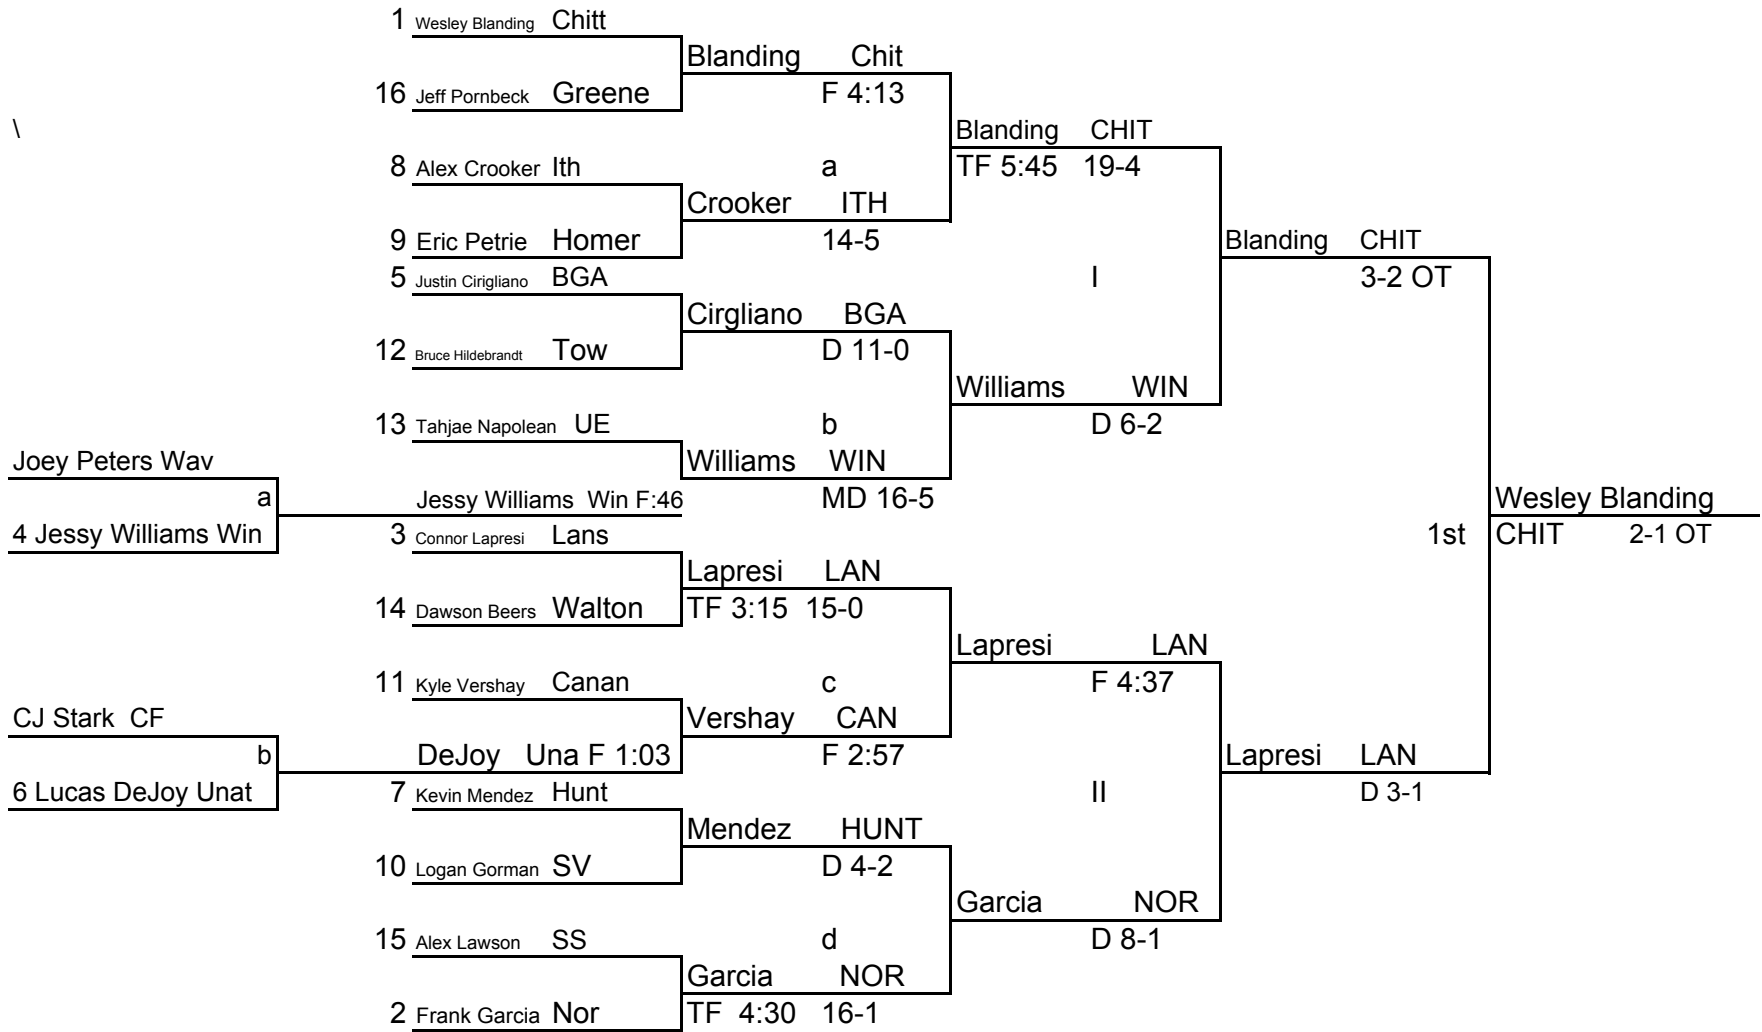 1 Wesley Blanding Chitt
Blanding Chit
16 Jeff Pornbeck Greene
F 4:13
\
Blanding CHIT
8 Alex Crooker Ith
a
TF 5:45 19-4
Crooker ITH
9 Eric Petrie Homer
14-5
Blanding CHIT
5 Justin Cirigliano BGA
I
3-2 OT
Cirgliano BGA
12 Bruce Hildebrandt Tow
D 11-0
Williams WIN
13 Tahjae Napolean UE
b
D 6-2
Joey Peters Wav
Williams WIN
a
Jessy Williams Win F:46
MD 16-5
Wesley Blanding
4 Jessy Williams Win
3 Connor Lapresi Lans
1st
CHIT 2-1 OT
Lapresi LAN
14 Dawson Beers Walton
TF 3:15 15-0
Lapresi LAN
11 Kyle Vershay Canan
c
F 4:37
CJ Stark CF
Vershay CAN
b
DeJoy Una F 1:03
F 2:57
Lapresi LAN
6 Lucas DeJoy Unat
7 Kevin Mendez Hunt
II
D 3-1
Mendez HUNT
10 Logan Gorman SV
D 4-2
Garcia NOR
15 Alex Lawson SS
d
D 8-1
Garcia NOR
2 Frank Garcia Nor
TF 4:30 16-1